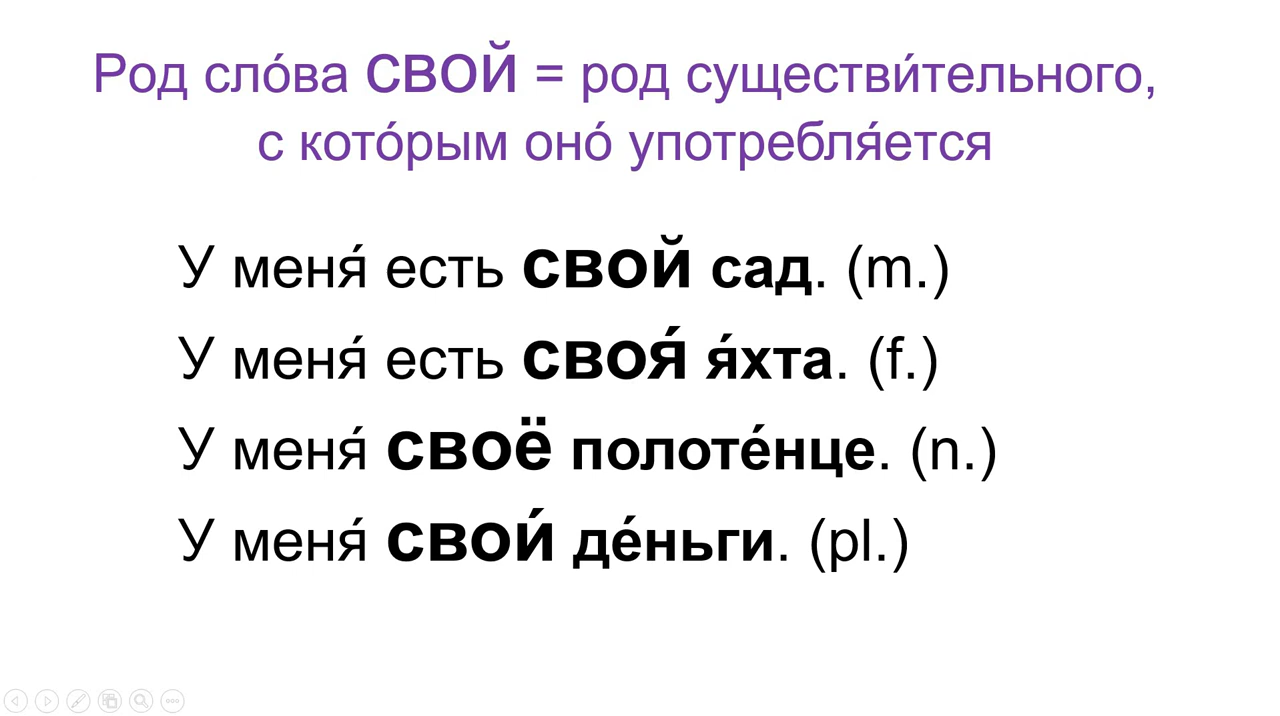 Род сло́ва СВОЙ = род существи́тельного,
с кото́рым оно́ употребля́ется
У меня́ есть свой сад. (m.)
У меня́ есть своя́ я́хта. (f.)
У меня́ своё полоте́нце. (n.)
У меня́ свои́ де́ньги. (pl.)